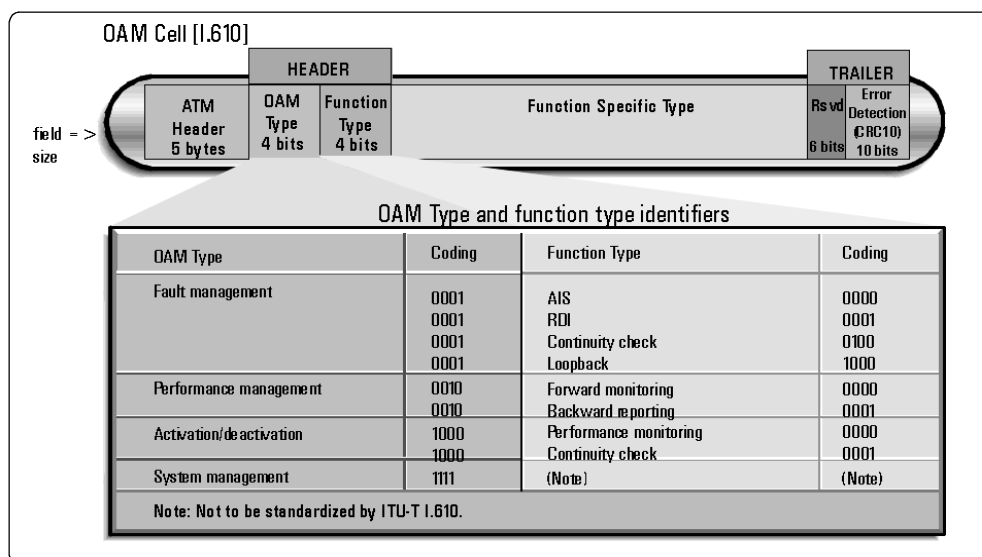 OAM Cell [I.610]
HEADER
TRAILER
field = >
size
ATM
Header
5 bytes
OAM
Type
4 bits
Function
Type
4 bits
Function Specific Type
Rsvd
6 bits
Error
Detection
(CRC10)
10 bits
OAM Type and function type identifiers
OAM Type Coding Function Type Coding
Fault management 0001 AIS 0000
0001 RDI 0001
0001 Continuity check 0100
0001 Loopback 1000
Performance management 0010 Forward monitoring 0000
0010 Backward reporting 0001
Activation/deactivation 1000 Performance monitoring 0000
1000 Continuity check 0001
System management 1111 (Note) (Note)
Note: Not to be standardized by ITU-T I.610.